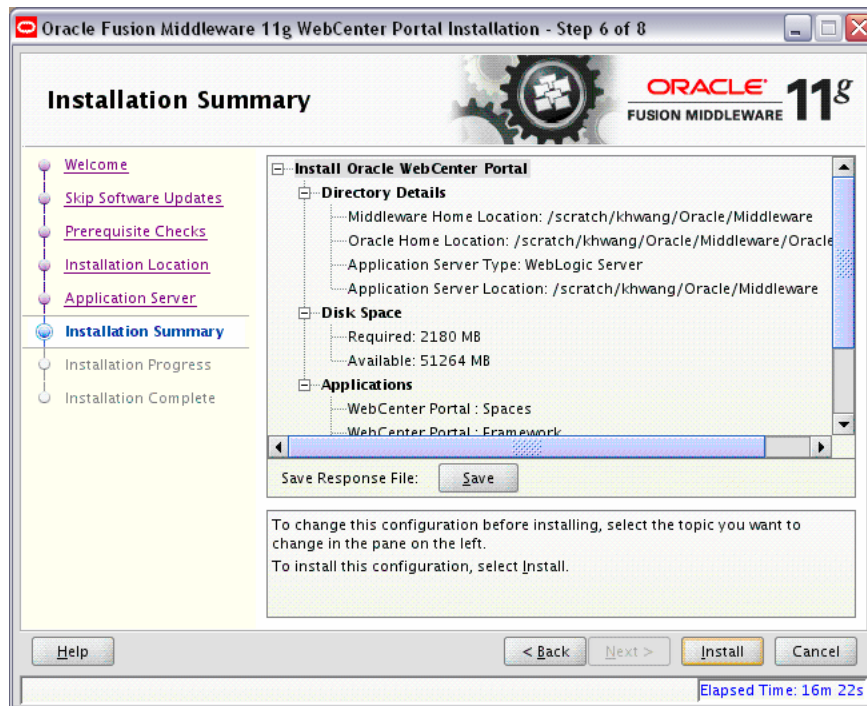 Oracle Fusion Middleware 11g WebCenter Portal Installation - Step 6 of 8
Installation Summary
ORACLE
FUSION MIDDLEWARE
11g
Welcome
Skip Software Updates
Prerequisite Checks
Installation Location
Application Server
Installation Summary
Installation Progress
Installation Complete
Install Oracle WebCenter Portal
Directory Details
Middleware Home Location: /scratch/khwang/Oracle/Middleware
Oracle Home Location: /scratch/khwang/Oracle/Middleware/Oracle
Application Server Type: WebLogic Server
Application Server Location: /scratch/khwang/Oracle/Middleware
Disk Space
Required: 2180 MB
Available: 51264 MB
Applications
WebCenter Portal : Spaces
WebCenter Portal : Framework
Save Response File:
Save
To change this configuration before installing, select the topic you want to
change in the pane on the left.
To install this configuration, select Install.
Help
< Back
Next >
Install
Cancel
Elapsed Time: 16m 22s